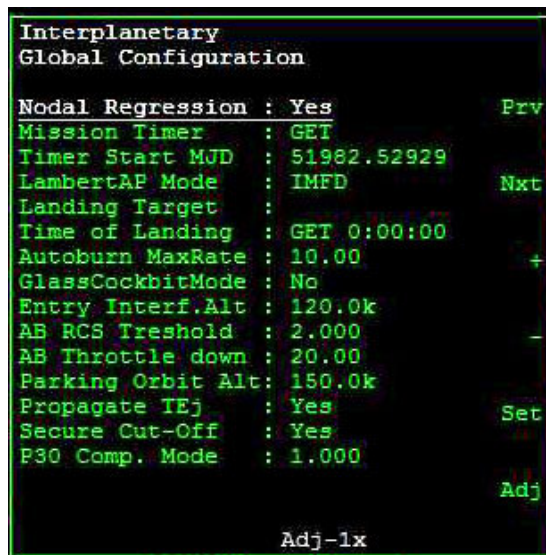 Interplanetary
Global Configuration
Nodal Regression : Yes
Prv
Mission Timer : GET
Timer Start MJD : 51982.52929
LambertAP Mode : IMFD
Nxt
Landing Target :
Time of Landing : GET 0:00:00
Autoburn MaxRate : 10.00
+
GlassCockbitMode : No
Entry Interf.Alt : 120.0k
AB RCS Treshold : 2.000
-
AB Throttle down : 20.00
Parking Orbit Alt: 150.0k
Propagate TEj : Yes
Set
Secure Cut-Off : Yes
P30 Comp. Mode : 1.000
Adj
Adj-1x